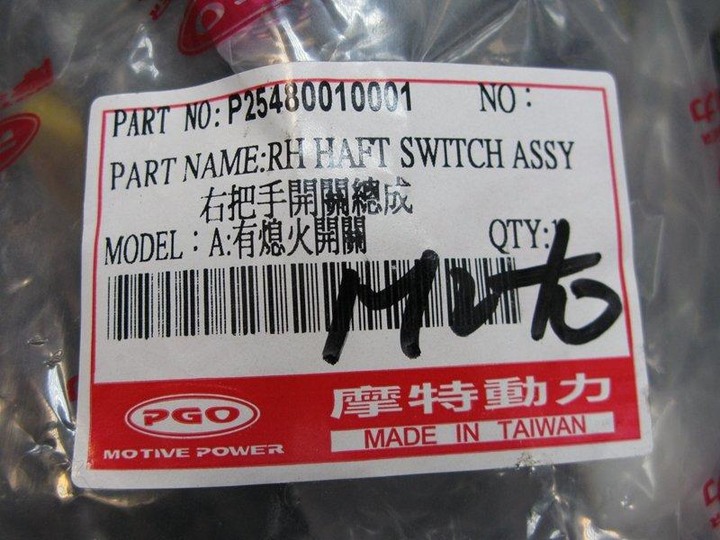 PART NO: P25480010001 NO:
PART NAME:RH HAFT SWITCH ASSY
右把手開關總成
MODEL: A:有熄火開關 QTY:1
PGO
摩特動力
MOTIVE POWER
MADE IN TAIWAN